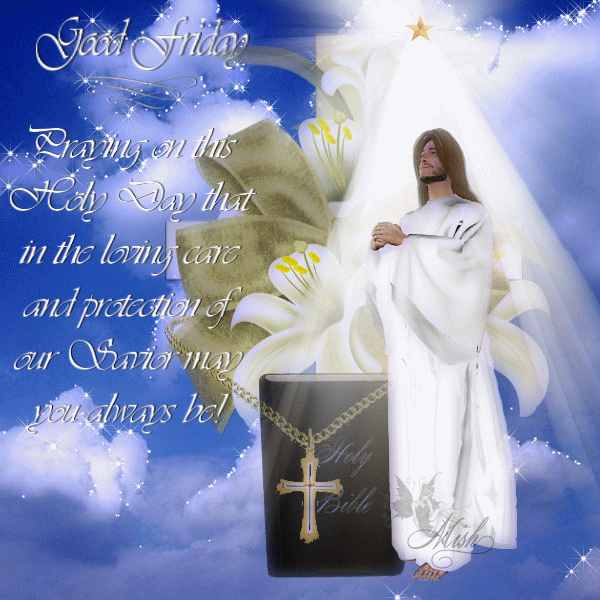 Good Friday
Praying on this
Holy Day that
in the loving care
and protection of
our Savior may
you always be!
Holy
Bible
Mish